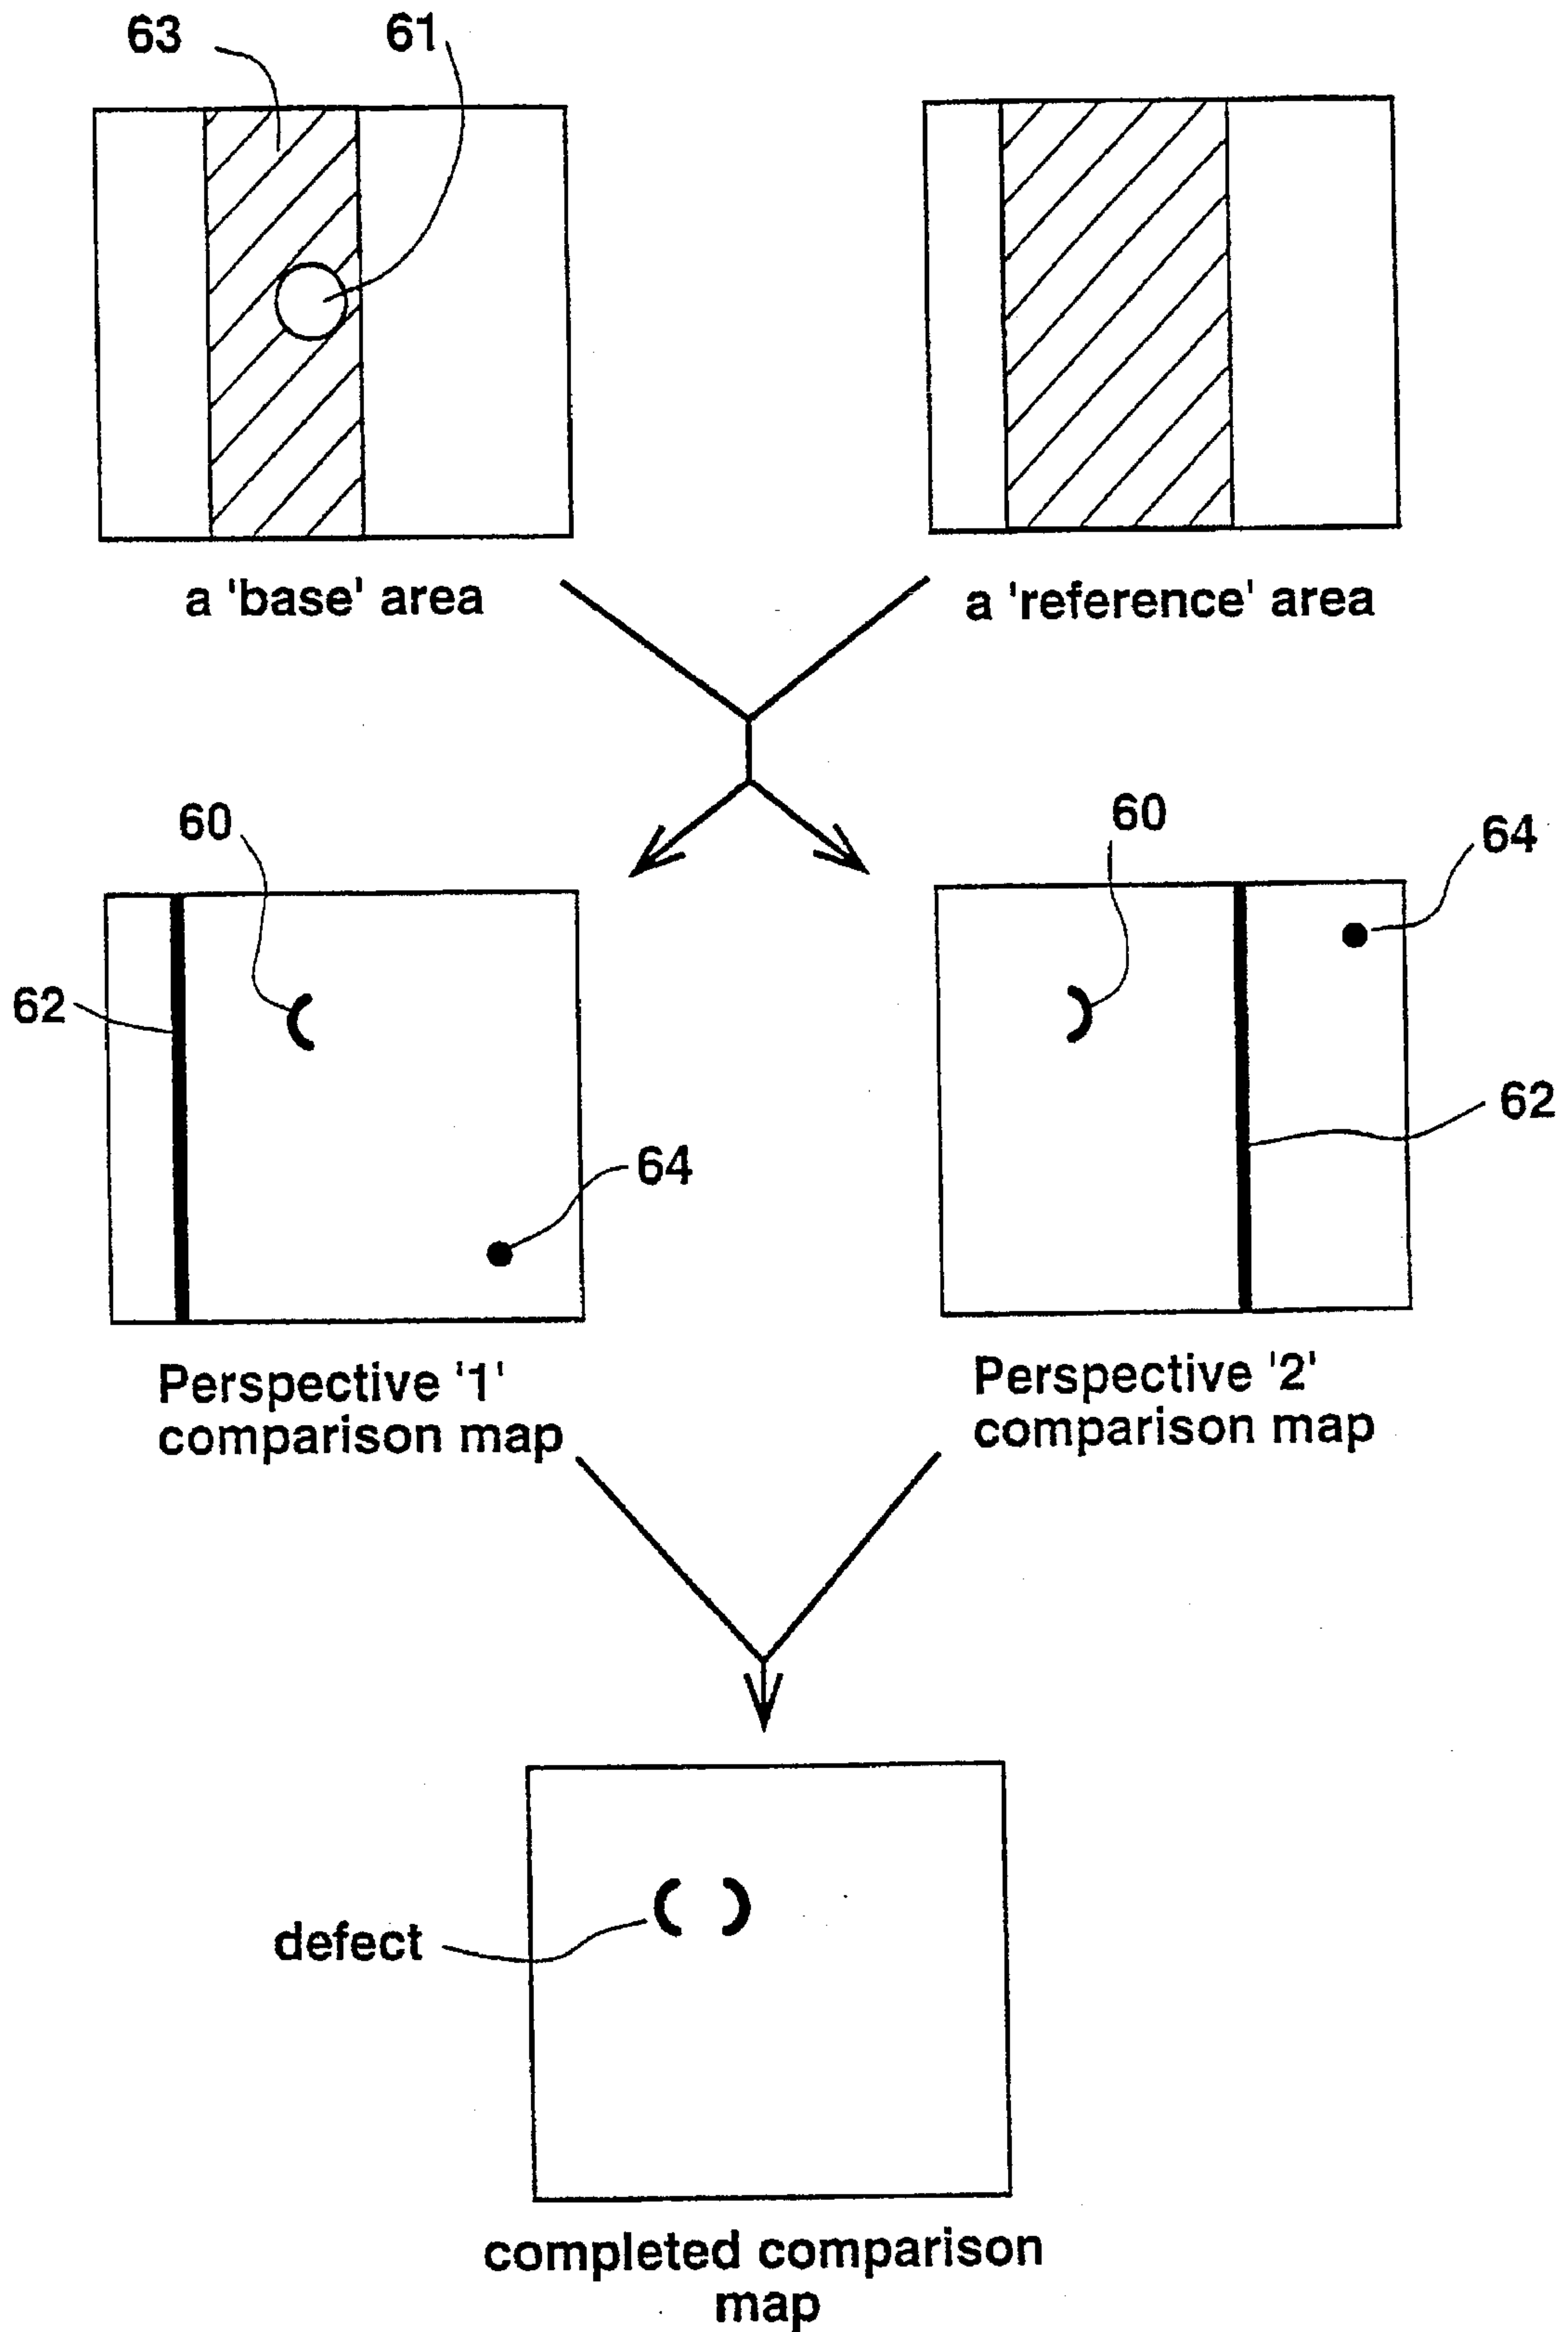 63
61
a 'base' area
a 'reference' area
60
60
64
62
62
64
Perspective '1'
comparison map
Perspective '2'
comparison map
defect
completed comparison
map